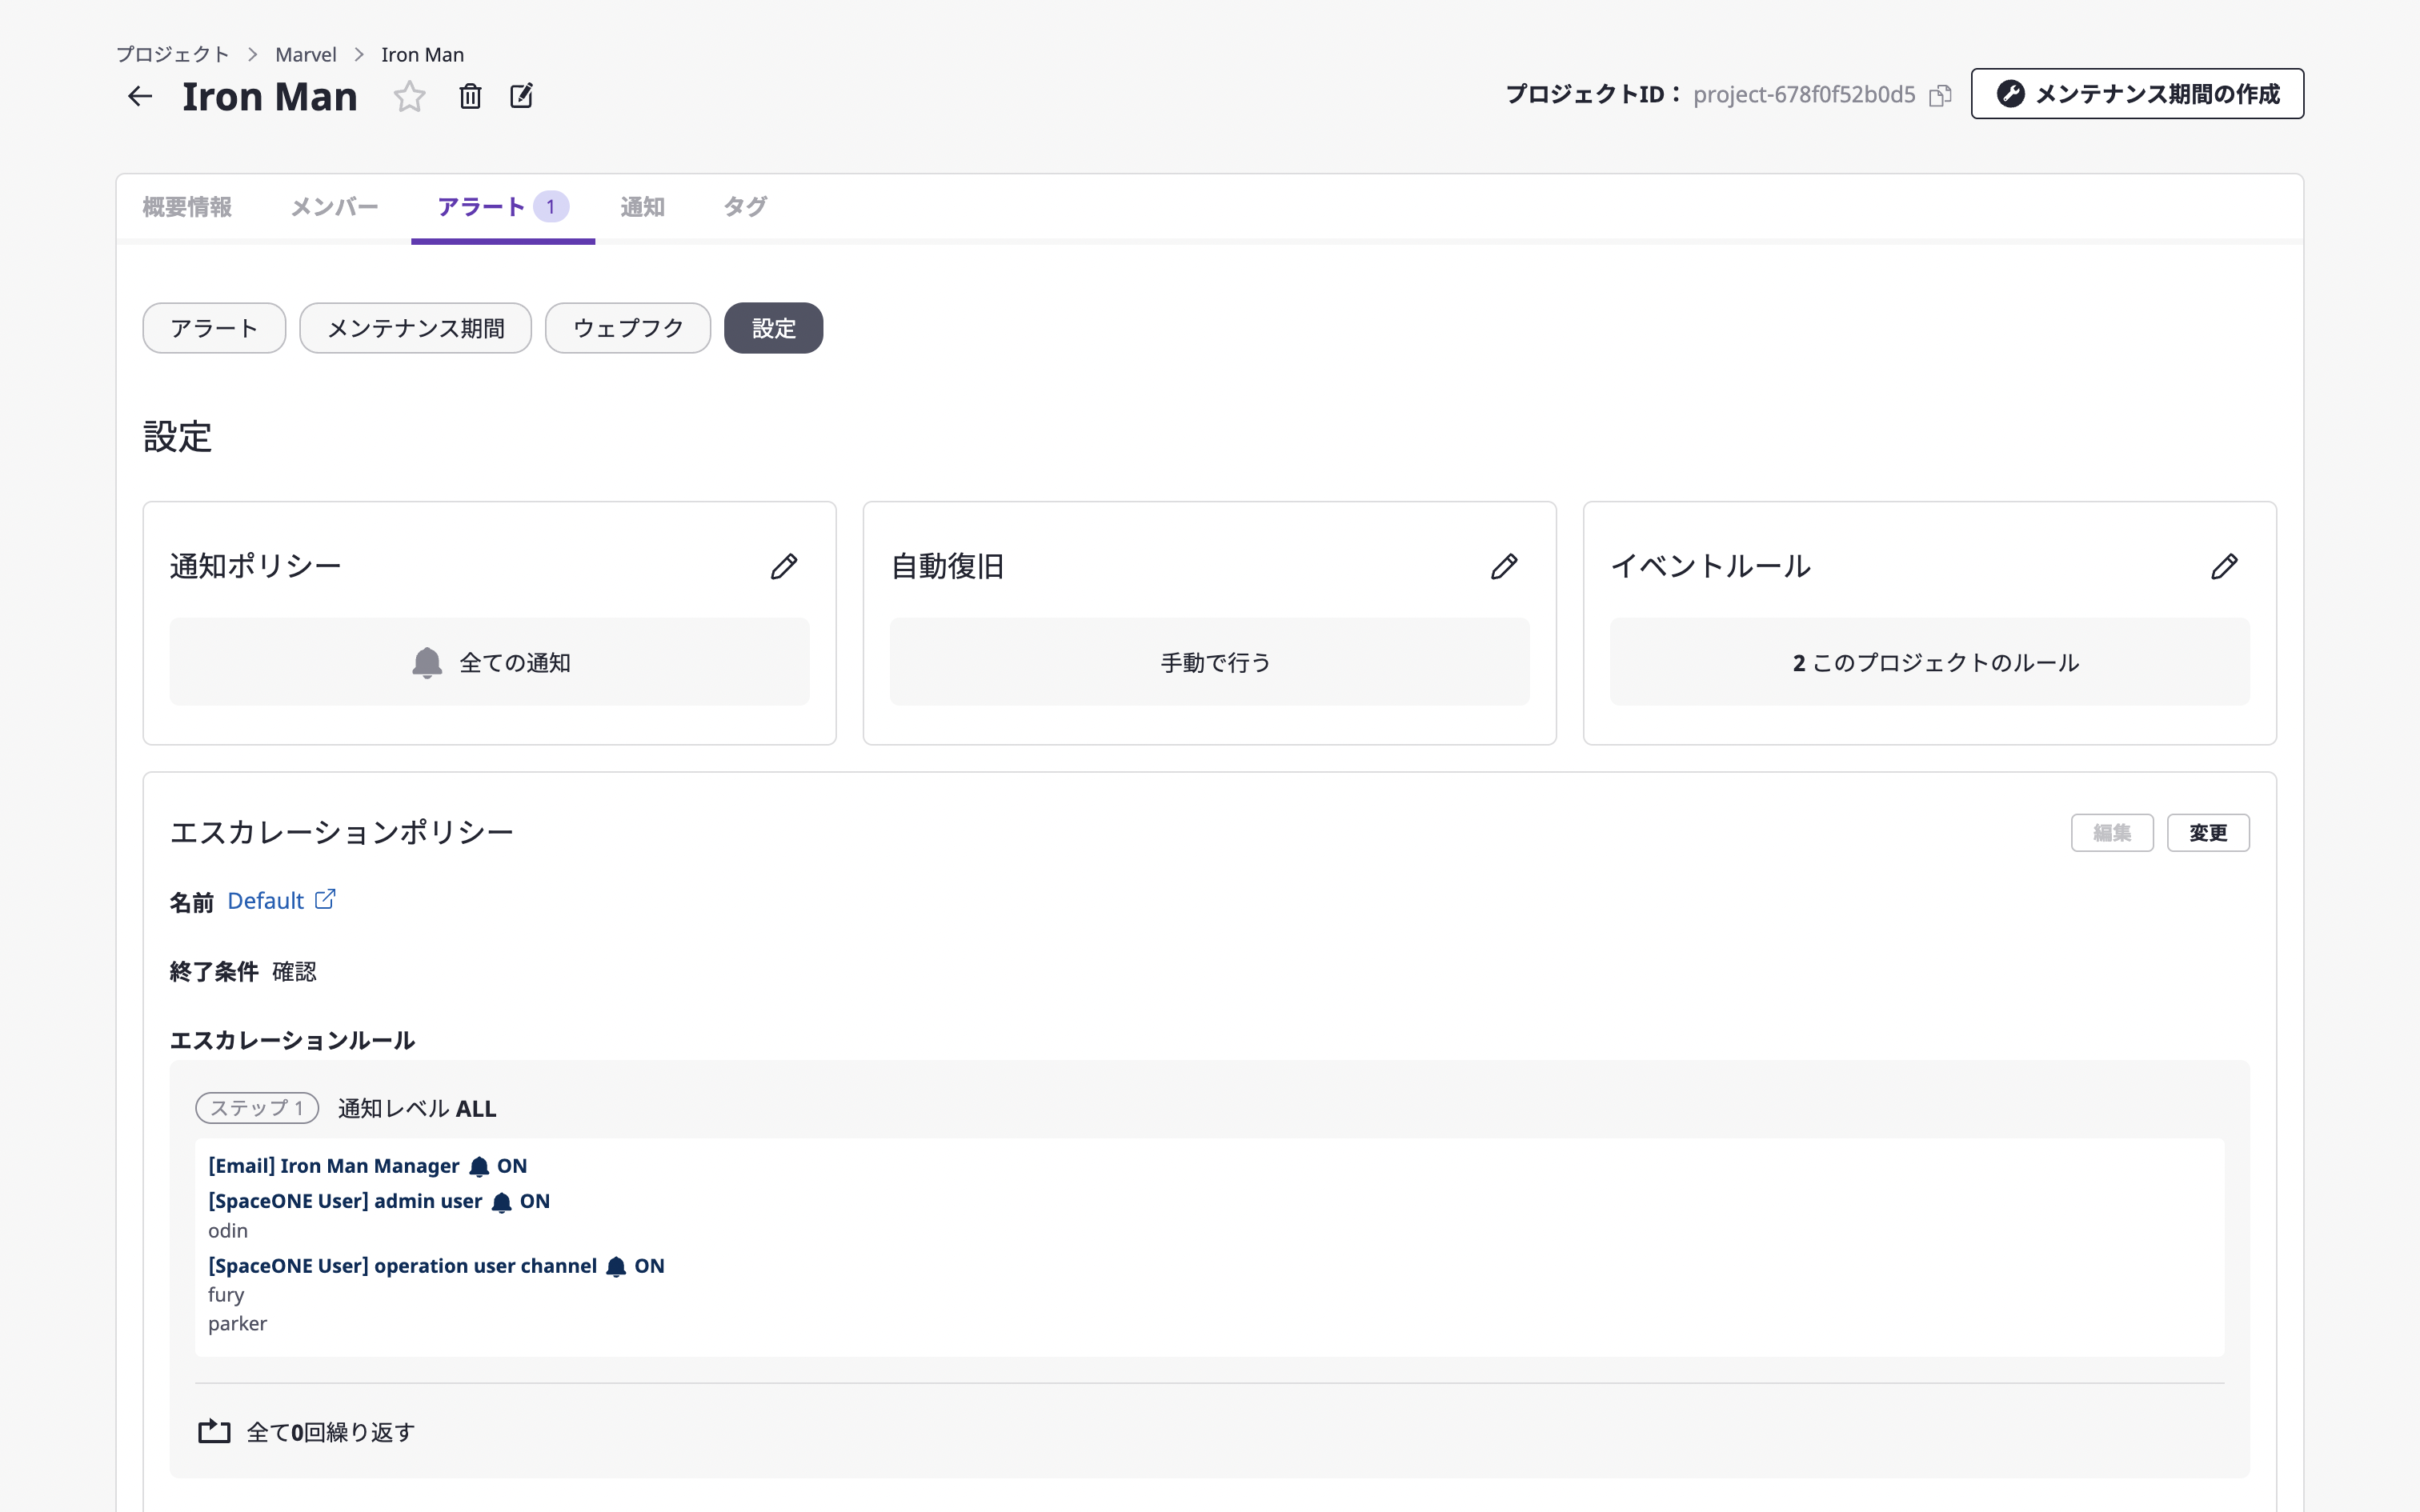 プロジェクト > Marvel > Iron Man
Iron Man
プロジェクトID： project-678f0f52b0d5
メンテナンス期間の作成
概要情報 メンバー アラート 1 通知 タグ
アラート メンテナンス期間 ウェプフク 設定
設定
通知ポリシー
全ての通知
自動復旧
手動で行う
イベントルール
2 このプロジェクトのルール
エスカレーションポリシー
編集 変更
名前 Default
終了条件 確認
エスカレーションルール
ステップ 1 通知レベル ALL
[Email] Iron Man Manager ON
[SpaceONE User] admin user ON
odin
[SpaceONE User] operation user channel ON
fury
parker
全て0回繰り返す